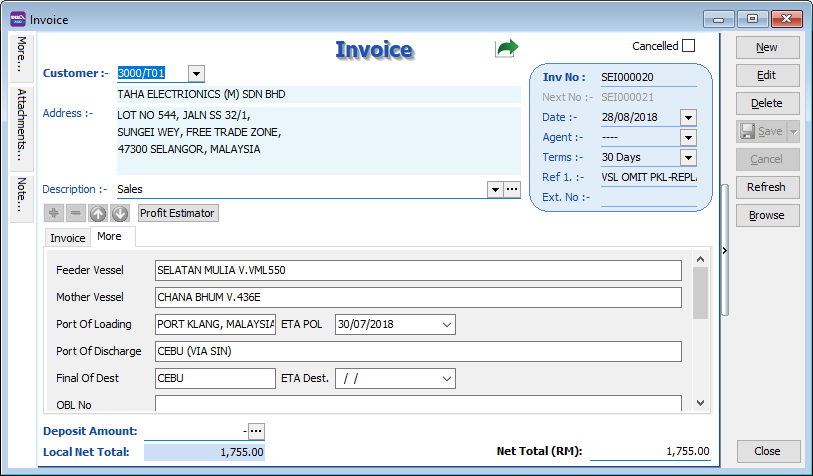 Invoice
More...
Attachments...
Note...
Invoice
Cancelled
Customer :- 3000/T01
TAHA ELECTRIONICS (M) SDN BHD
Address :- LOT NO 544, JALN SS 32/1,
SUNGEI WEY, FREE TRADE ZONE,
47300 SELANGOR, MALAYSIA
Description :- Sales
Inv No : SEI000020
Next No :- SEI000021
Date :- 28/08/2018
Agent :- ----
Terms :- 30 Days
Ref 1. :- VSL OMIT PKL-REPL
Ext. No :-
Profit Estimator
Invoice More
Feeder Vessel SELATAN MULIA V.VML550
Mother Vessel CHANA BHUM V.436E
Port Of Loading PORT KLANG, MALAYSIA ETA POL 30/07/2018
Port Of Discharge CEBU (VIA SIN)
Final Of Dest CEBU ETA Dest. / /
OBL No
Deposit Amount: -
Local Net Total: 1,755.00
Net Total (RM): 1,755.00
New
Edit
Delete
Save
Cancel
Refresh
Browse
Close